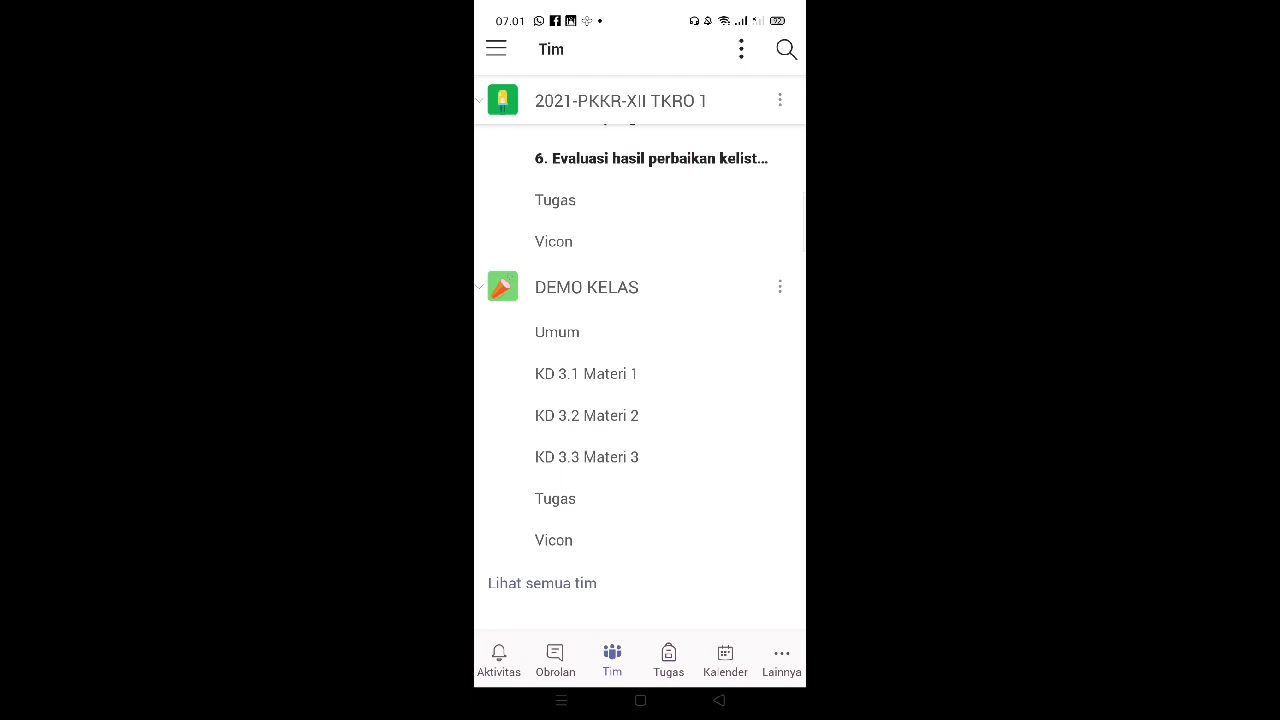 07.01
72
Tim
2021-PKKR-XII TKRO 1
6. Evaluasi hasil perbaikan kelist...
Tugas
Vicon
DEMO KELAS
Umum
KD 3.1 Materi 1
KD 3.2 Materi 2
KD 3.3 Materi 3
Tugas
Vicon
Lihat semua tim
Aktivitas Obrolan Tim Tugas Kalender Lainnya